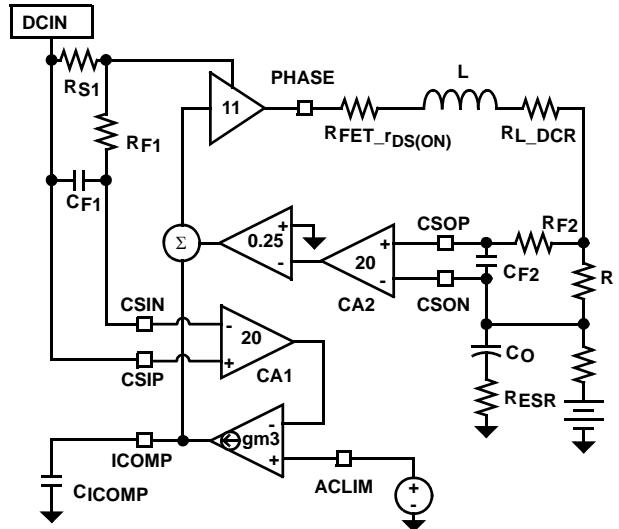 DCIN
RS1
RF1
CF1
11
PHASE
RFET_rDS(ON)
L
RL_DCR
Σ
0.25
+
-
20
+
-
CA2
CSOP
CSON
RF2
CF2
R
CSIN
CSIP
-
20
+
CA1
CO
RESR
ICOMP
gm3
-
+
CICOMP
ACLIM
+
-